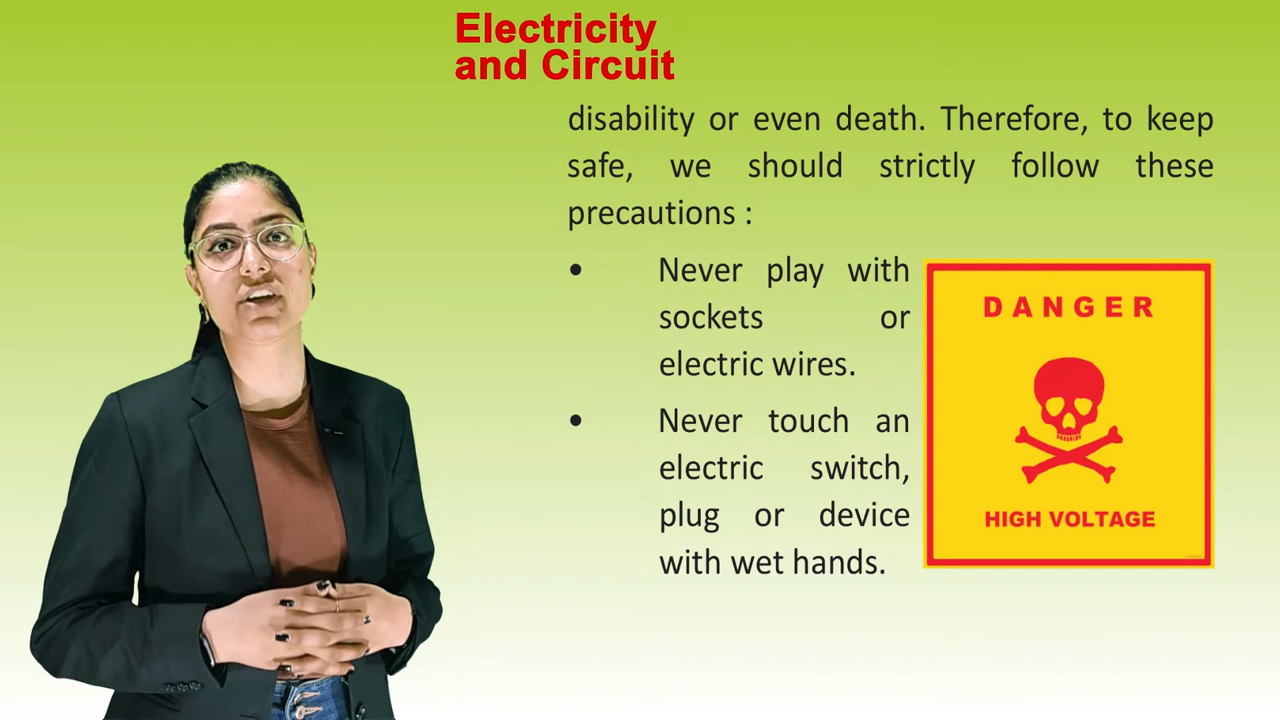 Electricity
and Circuit
disability or even death. Therefore, to keep
safe, we should strictly follow these
precautions :
• Never play with
sockets or
electric wires.
• Never touch an
electric switch,
plug or device
with wet hands.
DANGER
HIGH VOLTAGE